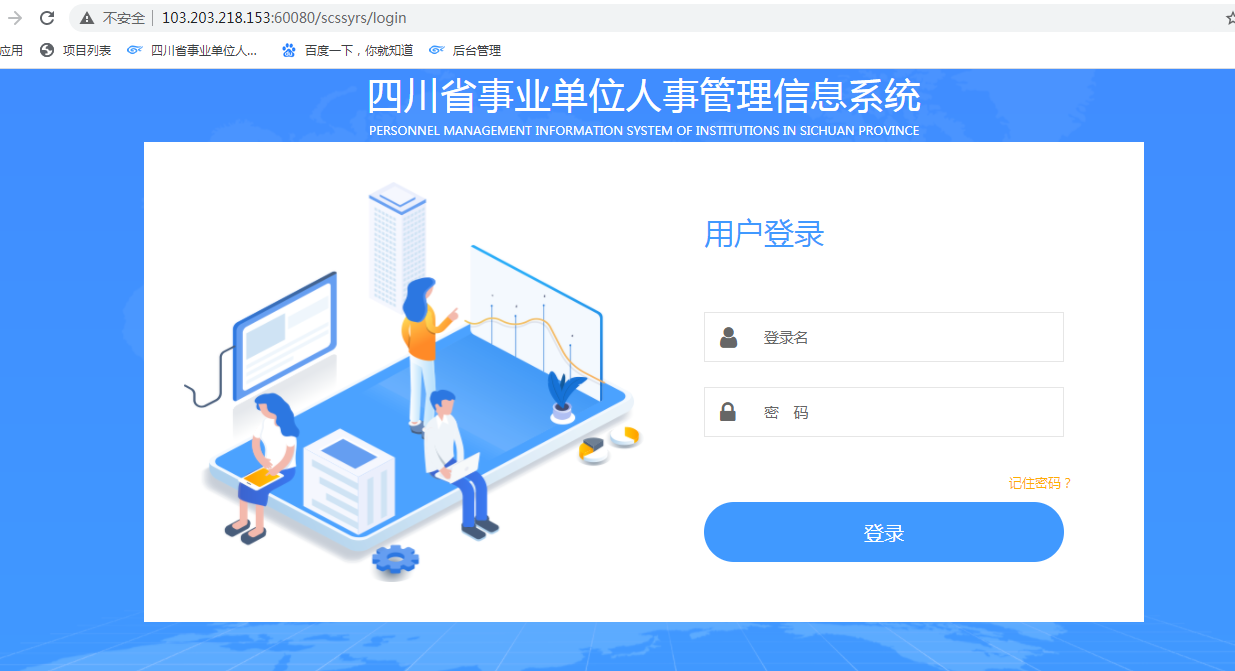 不安全 103.203.218.153:60080/scssyrs/login
应用 项目列表 四川省事业单位人... 百度一下，你就知道 后台管理
四川省事业单位人事管理信息系统
PERSONNEL MANAGEMENT INFORMATION SYSTEM OF INSTITUTIONS IN SICHUAN PROVINCE
用户登录
登录名
密 码
记住密码？
登录